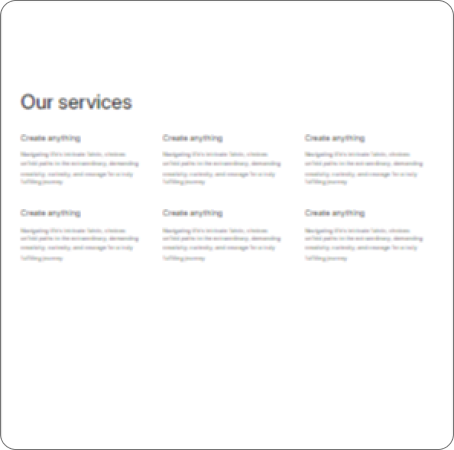 Our services
Create anything
Navigating life's intricate fabric, choices
unfold paths to the extraordinary, demanding
creativity, curiosity, and courage for a truly
fulfilling journey.
Create anything
Navigating life's intricate fabric, choices
unfold paths to the extraordinary, demanding
creativity, curiosity, and courage for a truly
fulfilling journey.
Create anything
Navigating life's intricate fabric, choices
unfold paths to the extraordinary, demanding
creativity, curiosity, and courage for a truly
fulfilling journey.
Create anything
Navigating life's intricate fabric, choices
unfold paths to the extraordinary, demanding
creativity, curiosity, and courage for a truly
fulfilling journey.
Create anything
Navigating life's intricate fabric, choices
unfold paths to the extraordinary, demanding
creativity, curiosity, and courage for a truly
fulfilling journey.
Create anything
Navigating life's intricate fabric, choices
unfold paths to the extraordinary, demanding
creativity, curiosity, and courage for a truly
fulfilling journey.